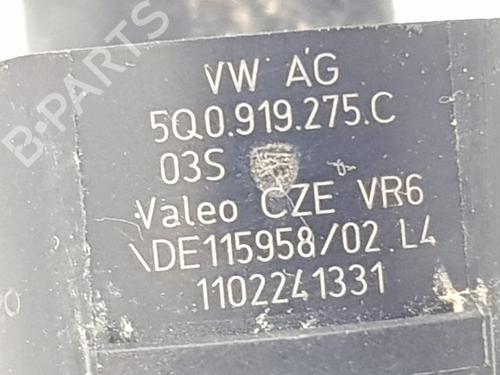 B-PARTS
VW AG
5Q0.919.275.C
03S
Valeo CZE VR6
\DE115958/02 L4
1102241331